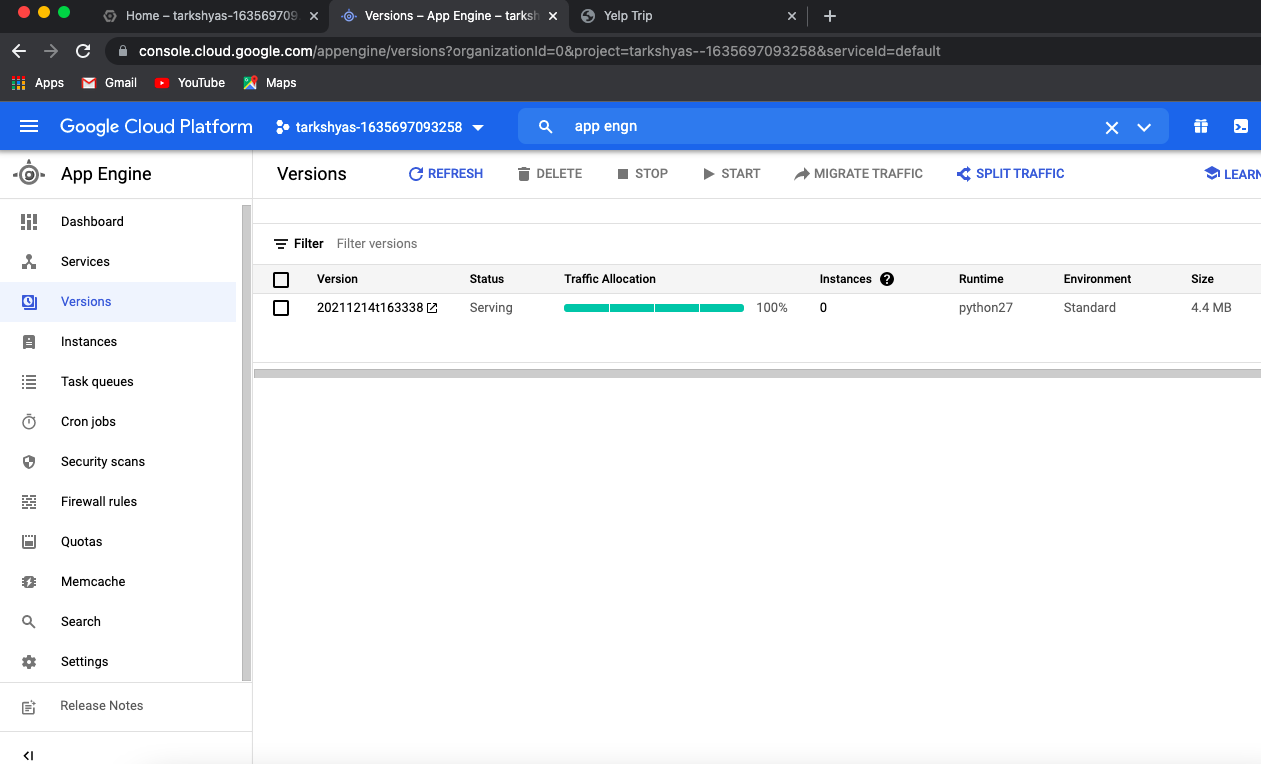 Home – tarkshyas-163569709
Versions – App Engine – tarksh
Yelp Trip
console.cloud.google.com/appengine/versions?organizationId=0&project=tarkshyas--1635697093258&serviceId=default
Apps Gmail YouTube Maps
Google Cloud Platform tarkshyas-1635697093258 app engn
App Engine
Versions REFRESH DELETE STOP START MIGRATE TRAFFIC SPLIT TRAFFIC LEARN
Dashboard
Services
Versions
Instances
Task queues
Cron jobs
Security scans
Firewall rules
Quotas
Memcache
Search
Settings
Release Notes
Filter Filter versions
Version Status Traffic Allocation Instances ? Runtime Environment Size
20211214t163338 Serving 100% 0 python27 Standard 4.4 MB